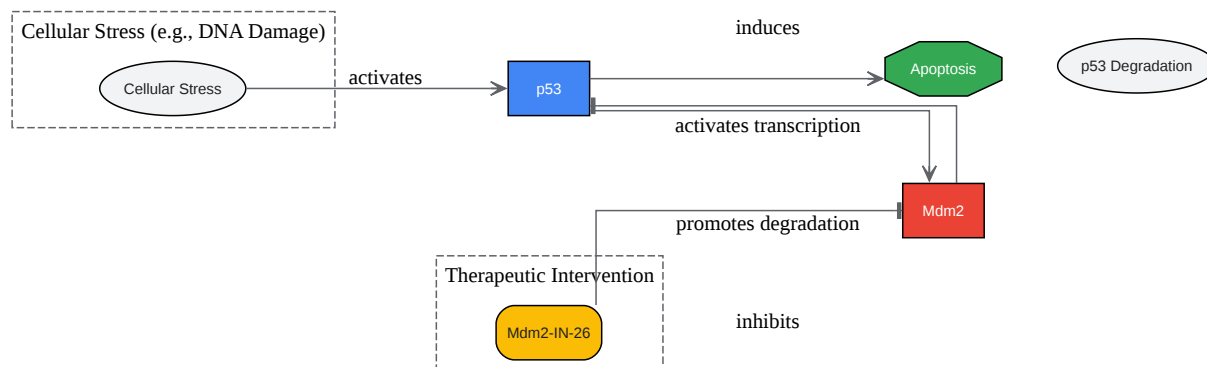 Cellular Stress (e.g., DNA Damage)
Cellular Stress
activates
p53
induces
Apoptosis
p53 Degradation
activates transcription
Mdm2
promotes degradation
Therapeutic Intervention
Mdm2-IN-26
inhibits